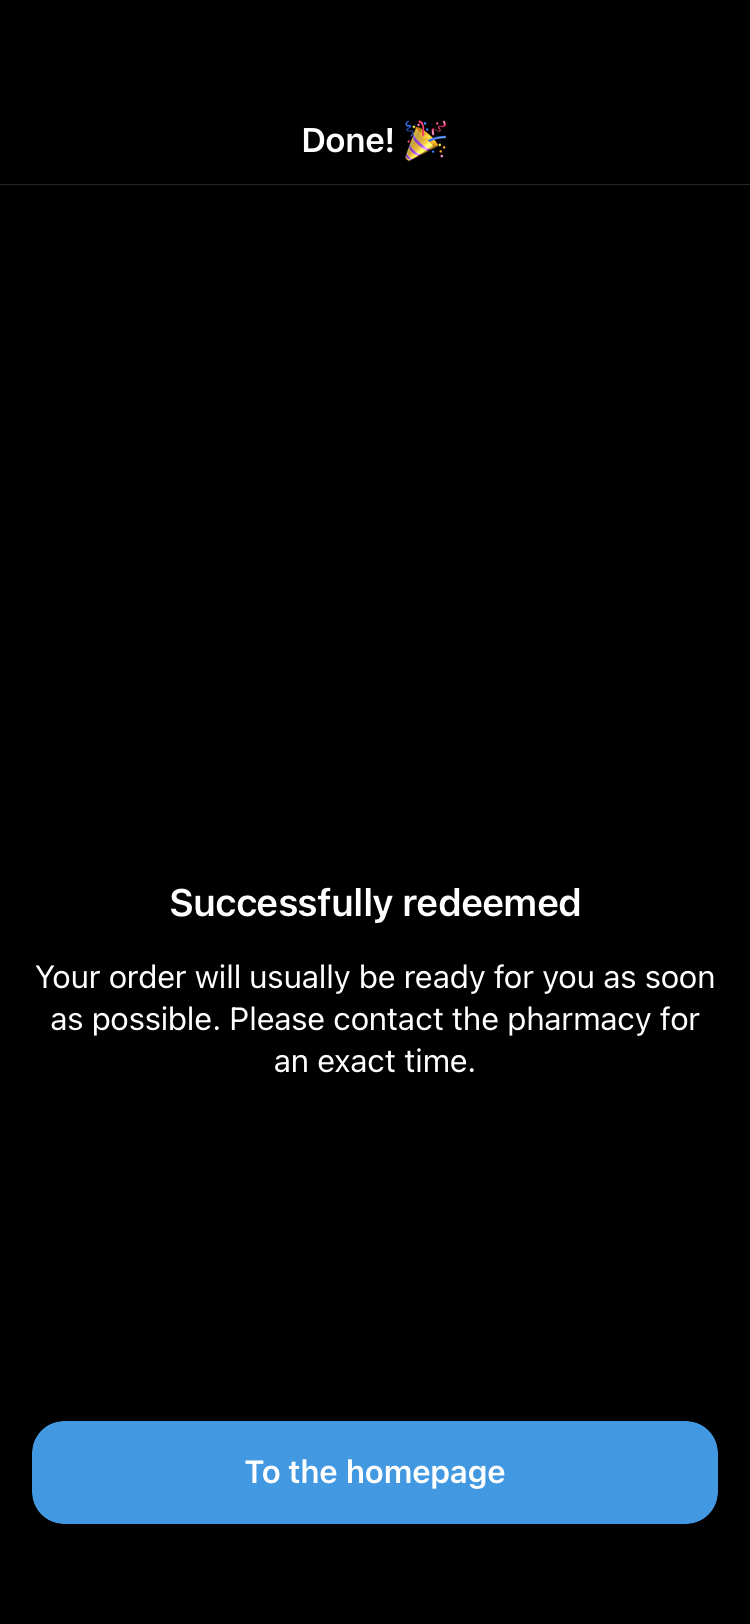 Done! 🎉
Successfully redeemed
Your order will usually be ready for you as soon
as possible. Please contact the pharmacy for
an exact time.
To the homepage